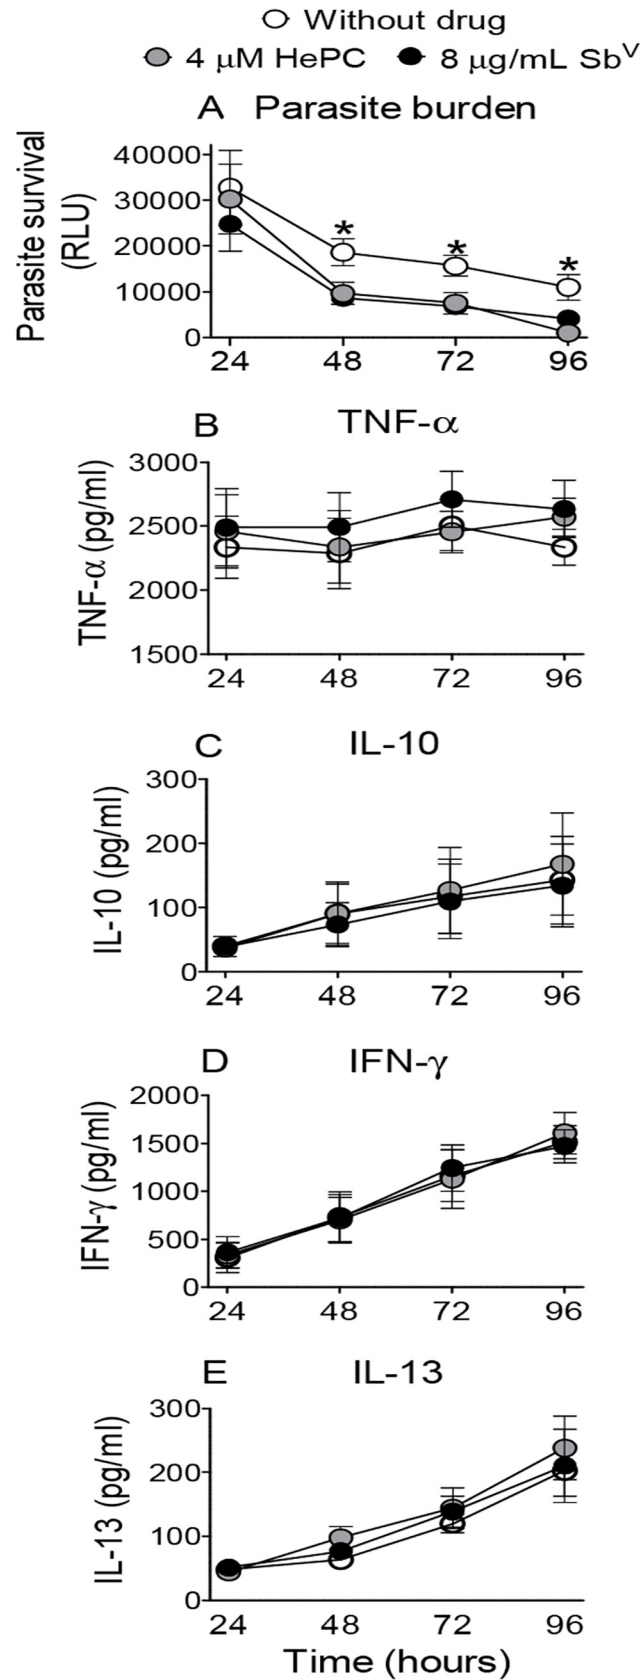 Without drug
4 μM HePC
8 μg/mL Sbⱽ
A Parasite burden
Parasite survival
(RLU)
40000
30000
20000
10000
0
*
*
*
24 48 72 96
B TNF-α
TNF-α (pg/ml)
3000
2500
2000
1500
24 48 72 96
C IL-10
IL-10 (pg/ml)
300
200
100
0
24 48 72 96
D IFN-γ
IFN-γ (pg/ml)
2000
1500
1000
500
0
24 48 72 96
E IL-13
IL-13 (pg/ml)
300
200
100
0
24 48 72 96
Time (hours)